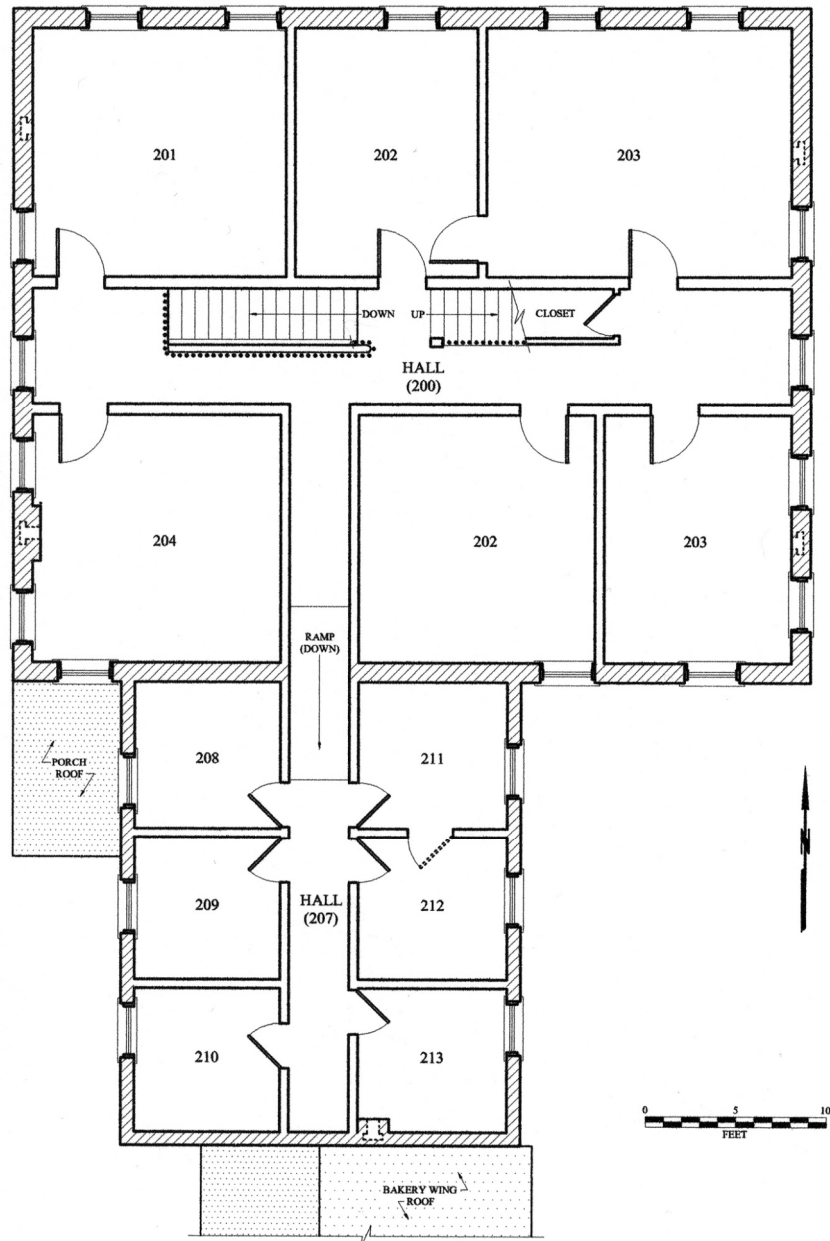 201
202
203
DOWN
UP
CLOSET
HALL
(200)
204
202
203
RAMP
(DOWN)
208
211
PORCH
ROOF
N
209
HALL
(207)
212
210
213
0 5 10
FEET
BAKERY WING
ROOF